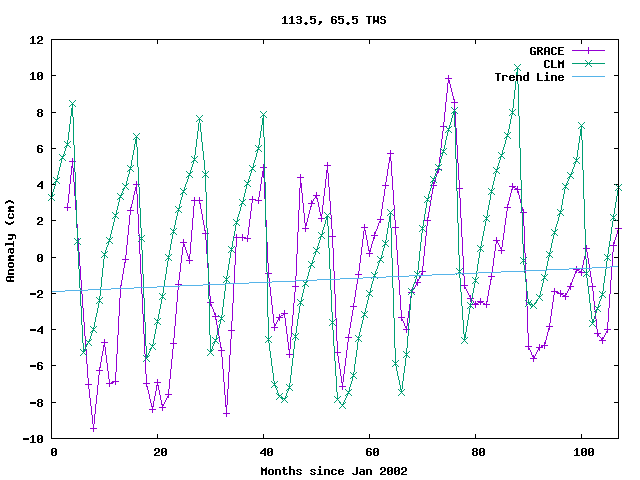 113.5, 65.5 TWS
12
10
8
6
4
2
0
-2
-4
-6
-8
-10
Anomaly (cm)
GRACE
CLM
Trend Line
0 20 40 60 80 100
Months since Jan 2002